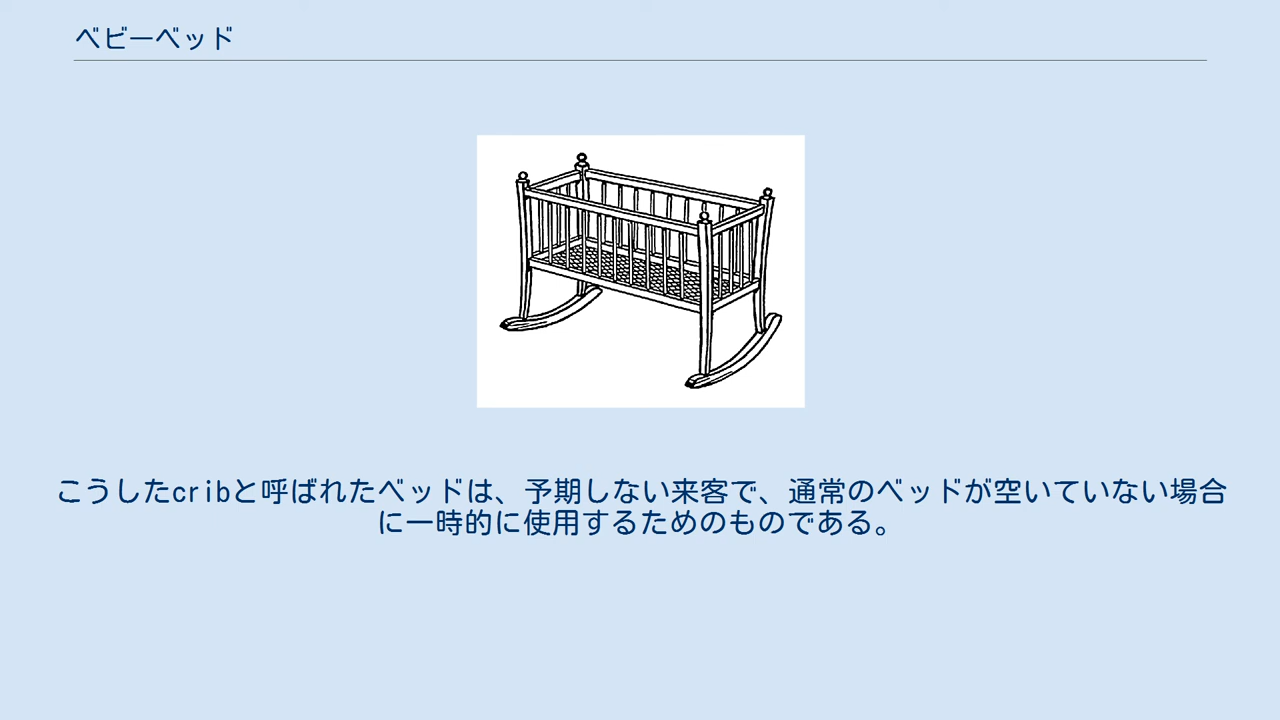 ベビーベッド
こうしたcribと呼ばれたベッドは、予期しない来客で、通常のベッドが空いていない場合
に一時的に使用するためのものである。